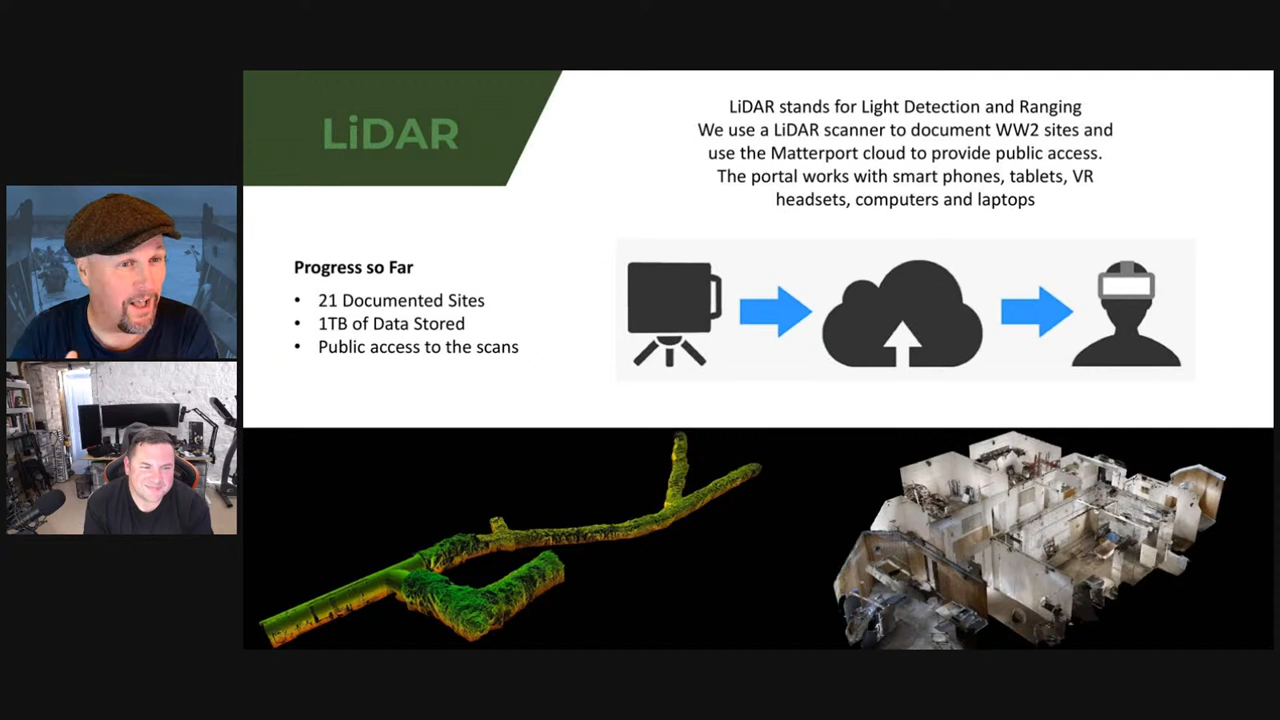 LiDAR
LiDAR stands for Light Detection and Ranging
We use a LiDAR scanner to document WW2 sites and
use the Matterport cloud to provide public access.
The portal works with smart phones, tablets, VR
headsets, computers and laptops
Progress so Far
• 21 Documented Sites
• 1TB of Data Stored
• Public access to the scans